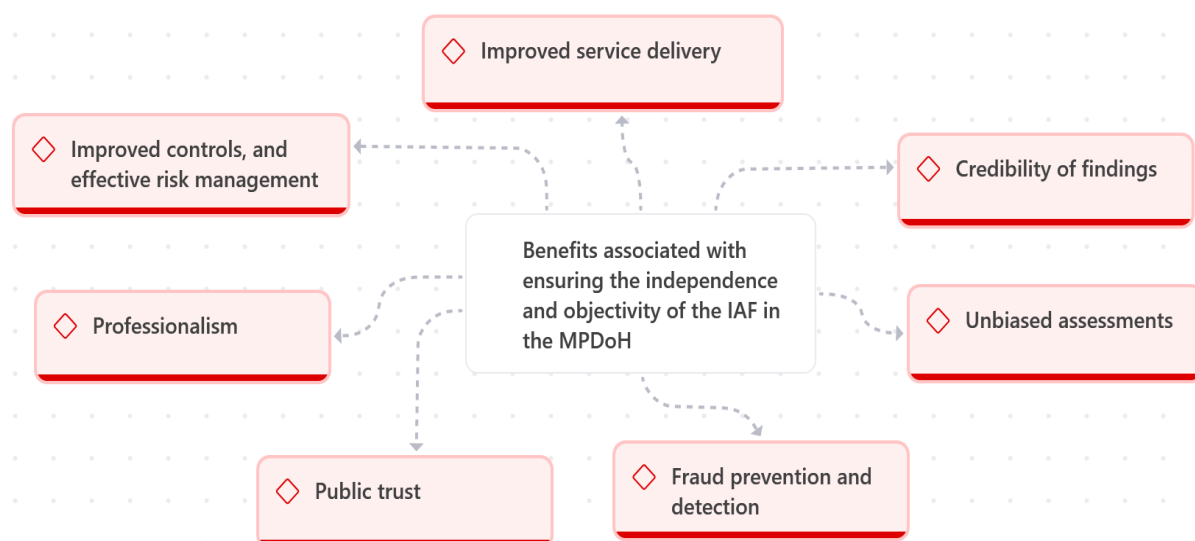 Improved service delivery
Improved controls, and
effective risk management
Credibility of findings
Benefits associated with
ensuring the independence
and objectivity of the IAF in
the MPDoH
Professionalism
Unbiased assessments
Public trust
Fraud prevention and
detection